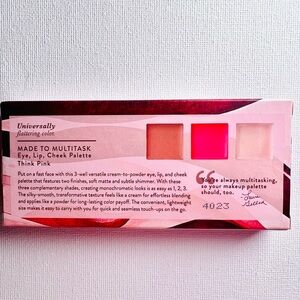 Universally
flattering color.
MADE TO MULTITASK
Eye, Lip, Cheek Palette
Think Pink
Put on a fast face with this 3-well versatile cream-to-powder eye, lip, and cheek
palette that features two finishes, soft matte and subtle shimmer. With these
three complementary shades, creating monochromatic looks is as easy as 1, 2, 3.
The silky-smooth, transformative texture feels like a cream for effortless blending
and applies like a powder for long-lasting color payoff. The convenient, lightweight
size makes it easy to carry with you for quick and seamless touch-ups on the go.
You're always multitasking,
so your makeup palette
should, too.
4023